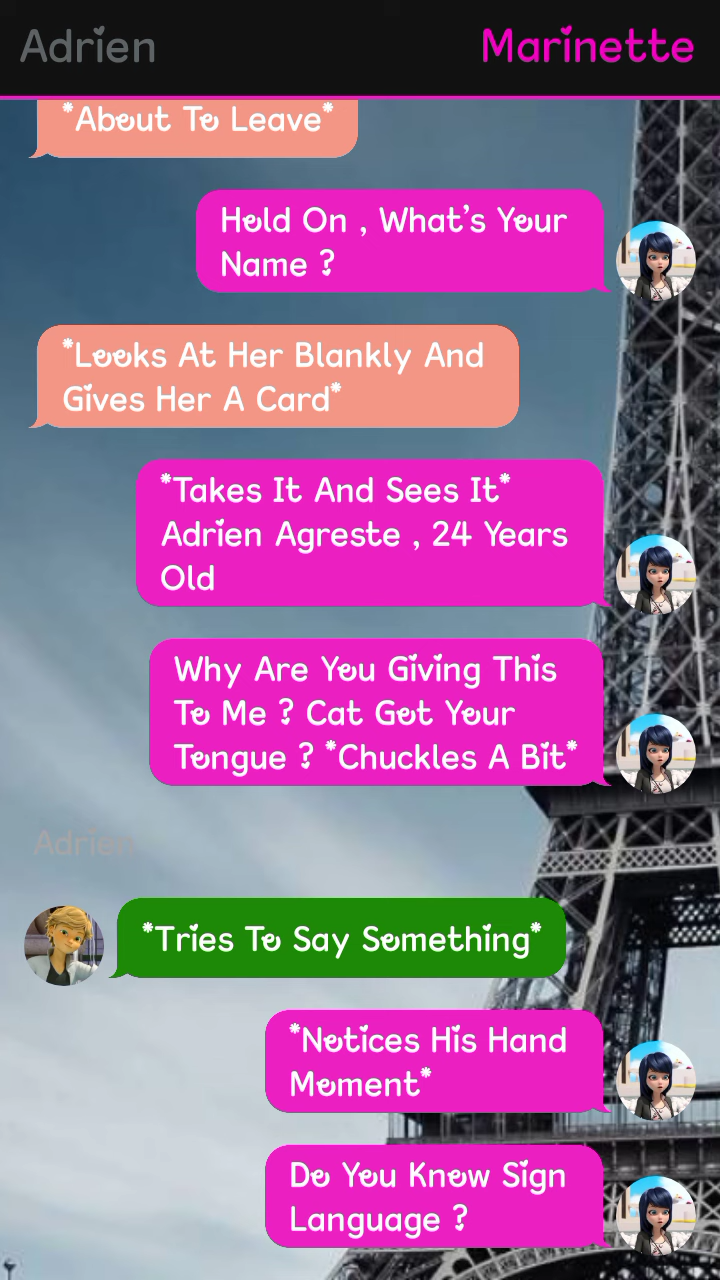 Adrien
Marinette
*About To Leave*
Hold On , What's Your
Name ?
*Looks At Her Blankly And
Gives Her A Card*
*Takes It And Sees It*
Adrien Agreste , 24 Years
Old
Why Are You Giving This
To Me ? Cat Got Your
Tongue ? *Chuckles A Bit*
Adrien
*Tries To Say Something*
*Notices His Hand
Moment*
Do You Know Sign
Language ?